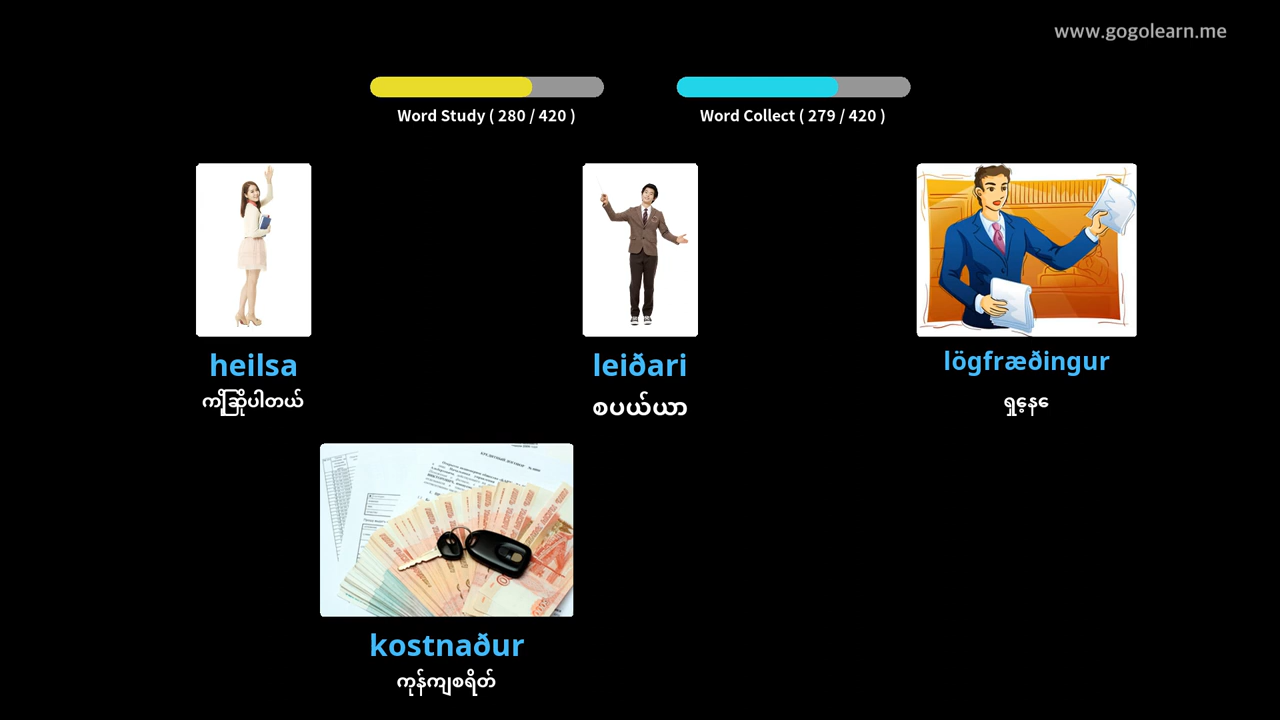 www.gogolearn.me
Word Study ( 280 / 420 )
Word Collect ( 279 / 420 )
heilsa
ကြိုဆိုပါတယ်
leiðari
စပယ်ယာ
lögfræðingur
ရှေ့နေ
kostnaður
ကုန်ကျစရိတ်